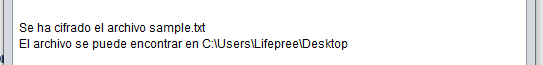 Se ha cifrado el archivo sample.txt
El archivo se puede encontrar en C:\Users\Lifepree\Desktop